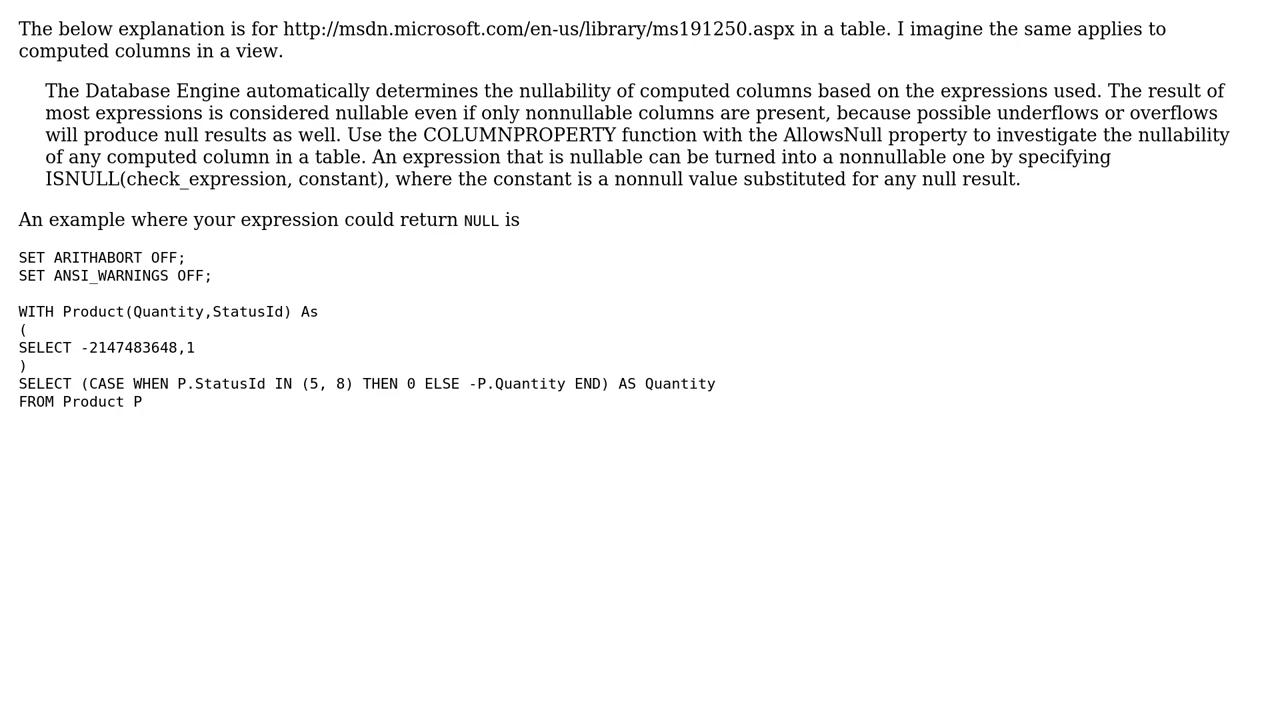 The below explanation is for http://msdn.microsoft.com/en-us/library/ms191250.aspx in a table. I imagine the same applies to
computed columns in a view.
The Database Engine automatically determines the nullability of computed columns based on the expressions used. The result of
most expressions is considered nullable even if only nonnullable columns are present, because possible underflows or overflows
will produce null results as well. Use the COLUMNPROPERTY function with the AllowsNull property to investigate the nullability
of any computed column in a table. An expression that is nullable can be turned into a nonnullable one by specifying
ISNULL(check_expression, constant), where the constant is a nonnull value substituted for any null result.
An example where your expression could return NULL is
SET ARITHABORT OFF;
SET ANSI_WARNINGS OFF;
WITH Product(Quantity,StatusId) As
(
SELECT -2147483648,1
)
SELECT (CASE WHEN P.StatusId IN (5, 8) THEN 0 ELSE -P.Quantity END) AS Quantity
FROM Product P